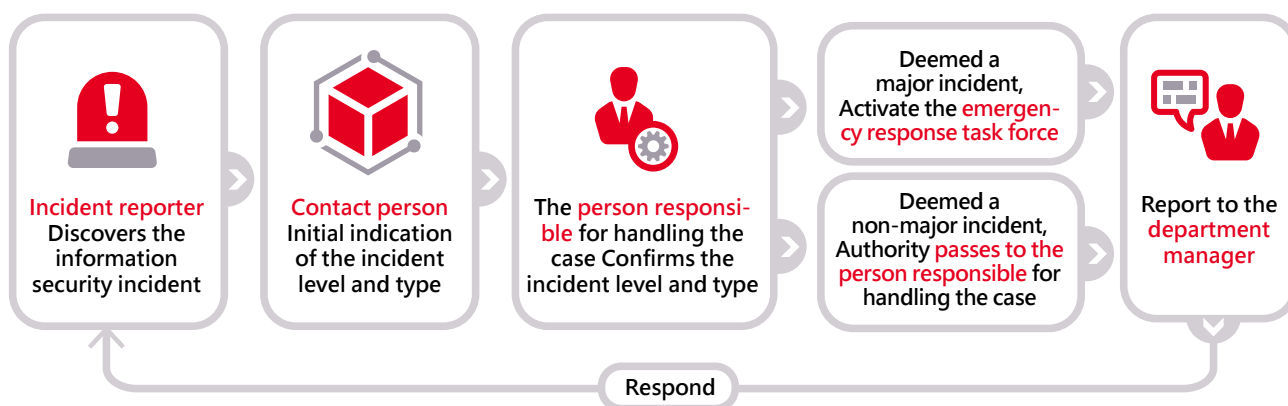 Incident reporter
Discovers the
information
security incident
Contact person
Initial indication
of the incident
level and type
The person responsi-
ble for handling the
case Confirms the
incident level and type
Deemed a
major incident,
Activate the emergen-
cy response task force
Deemed a
non-major incident,
Authority passes to the
person responsible for
handling the case
Report to the
department
manager
Respond